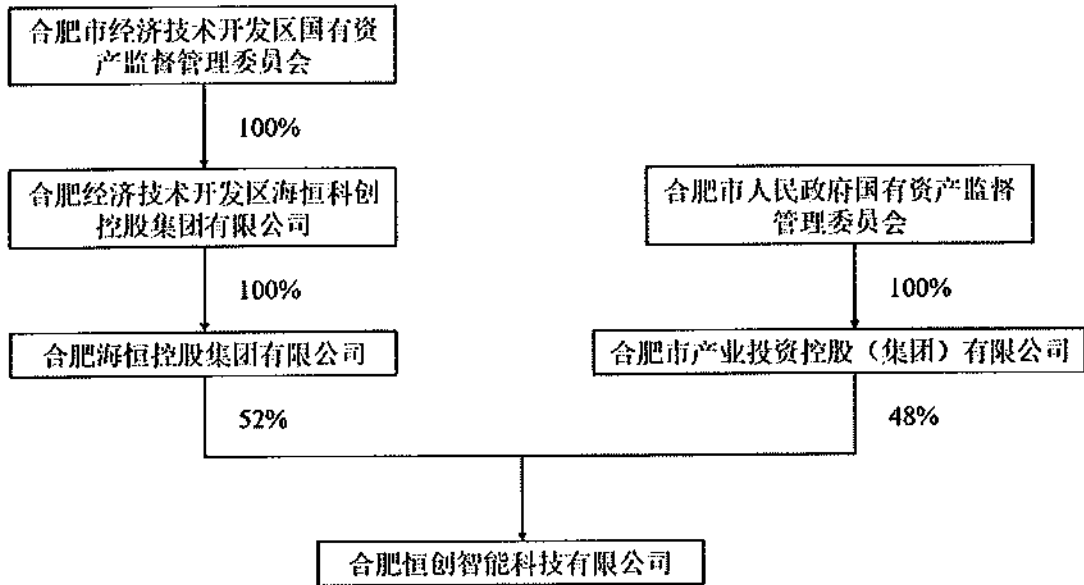 合肥市经济技术开发区国有资
产监督管理委员会
100%
合肥经济技术开发区海恒科创
控股集团有限公司
合肥市人民政府国有资产监督
管理委员会
100%
100%
合肥海恒控股集团有限公司
合肥市产业投资控股（集团）有限公司
52%
48%
合肥恒创智能科技有限公司